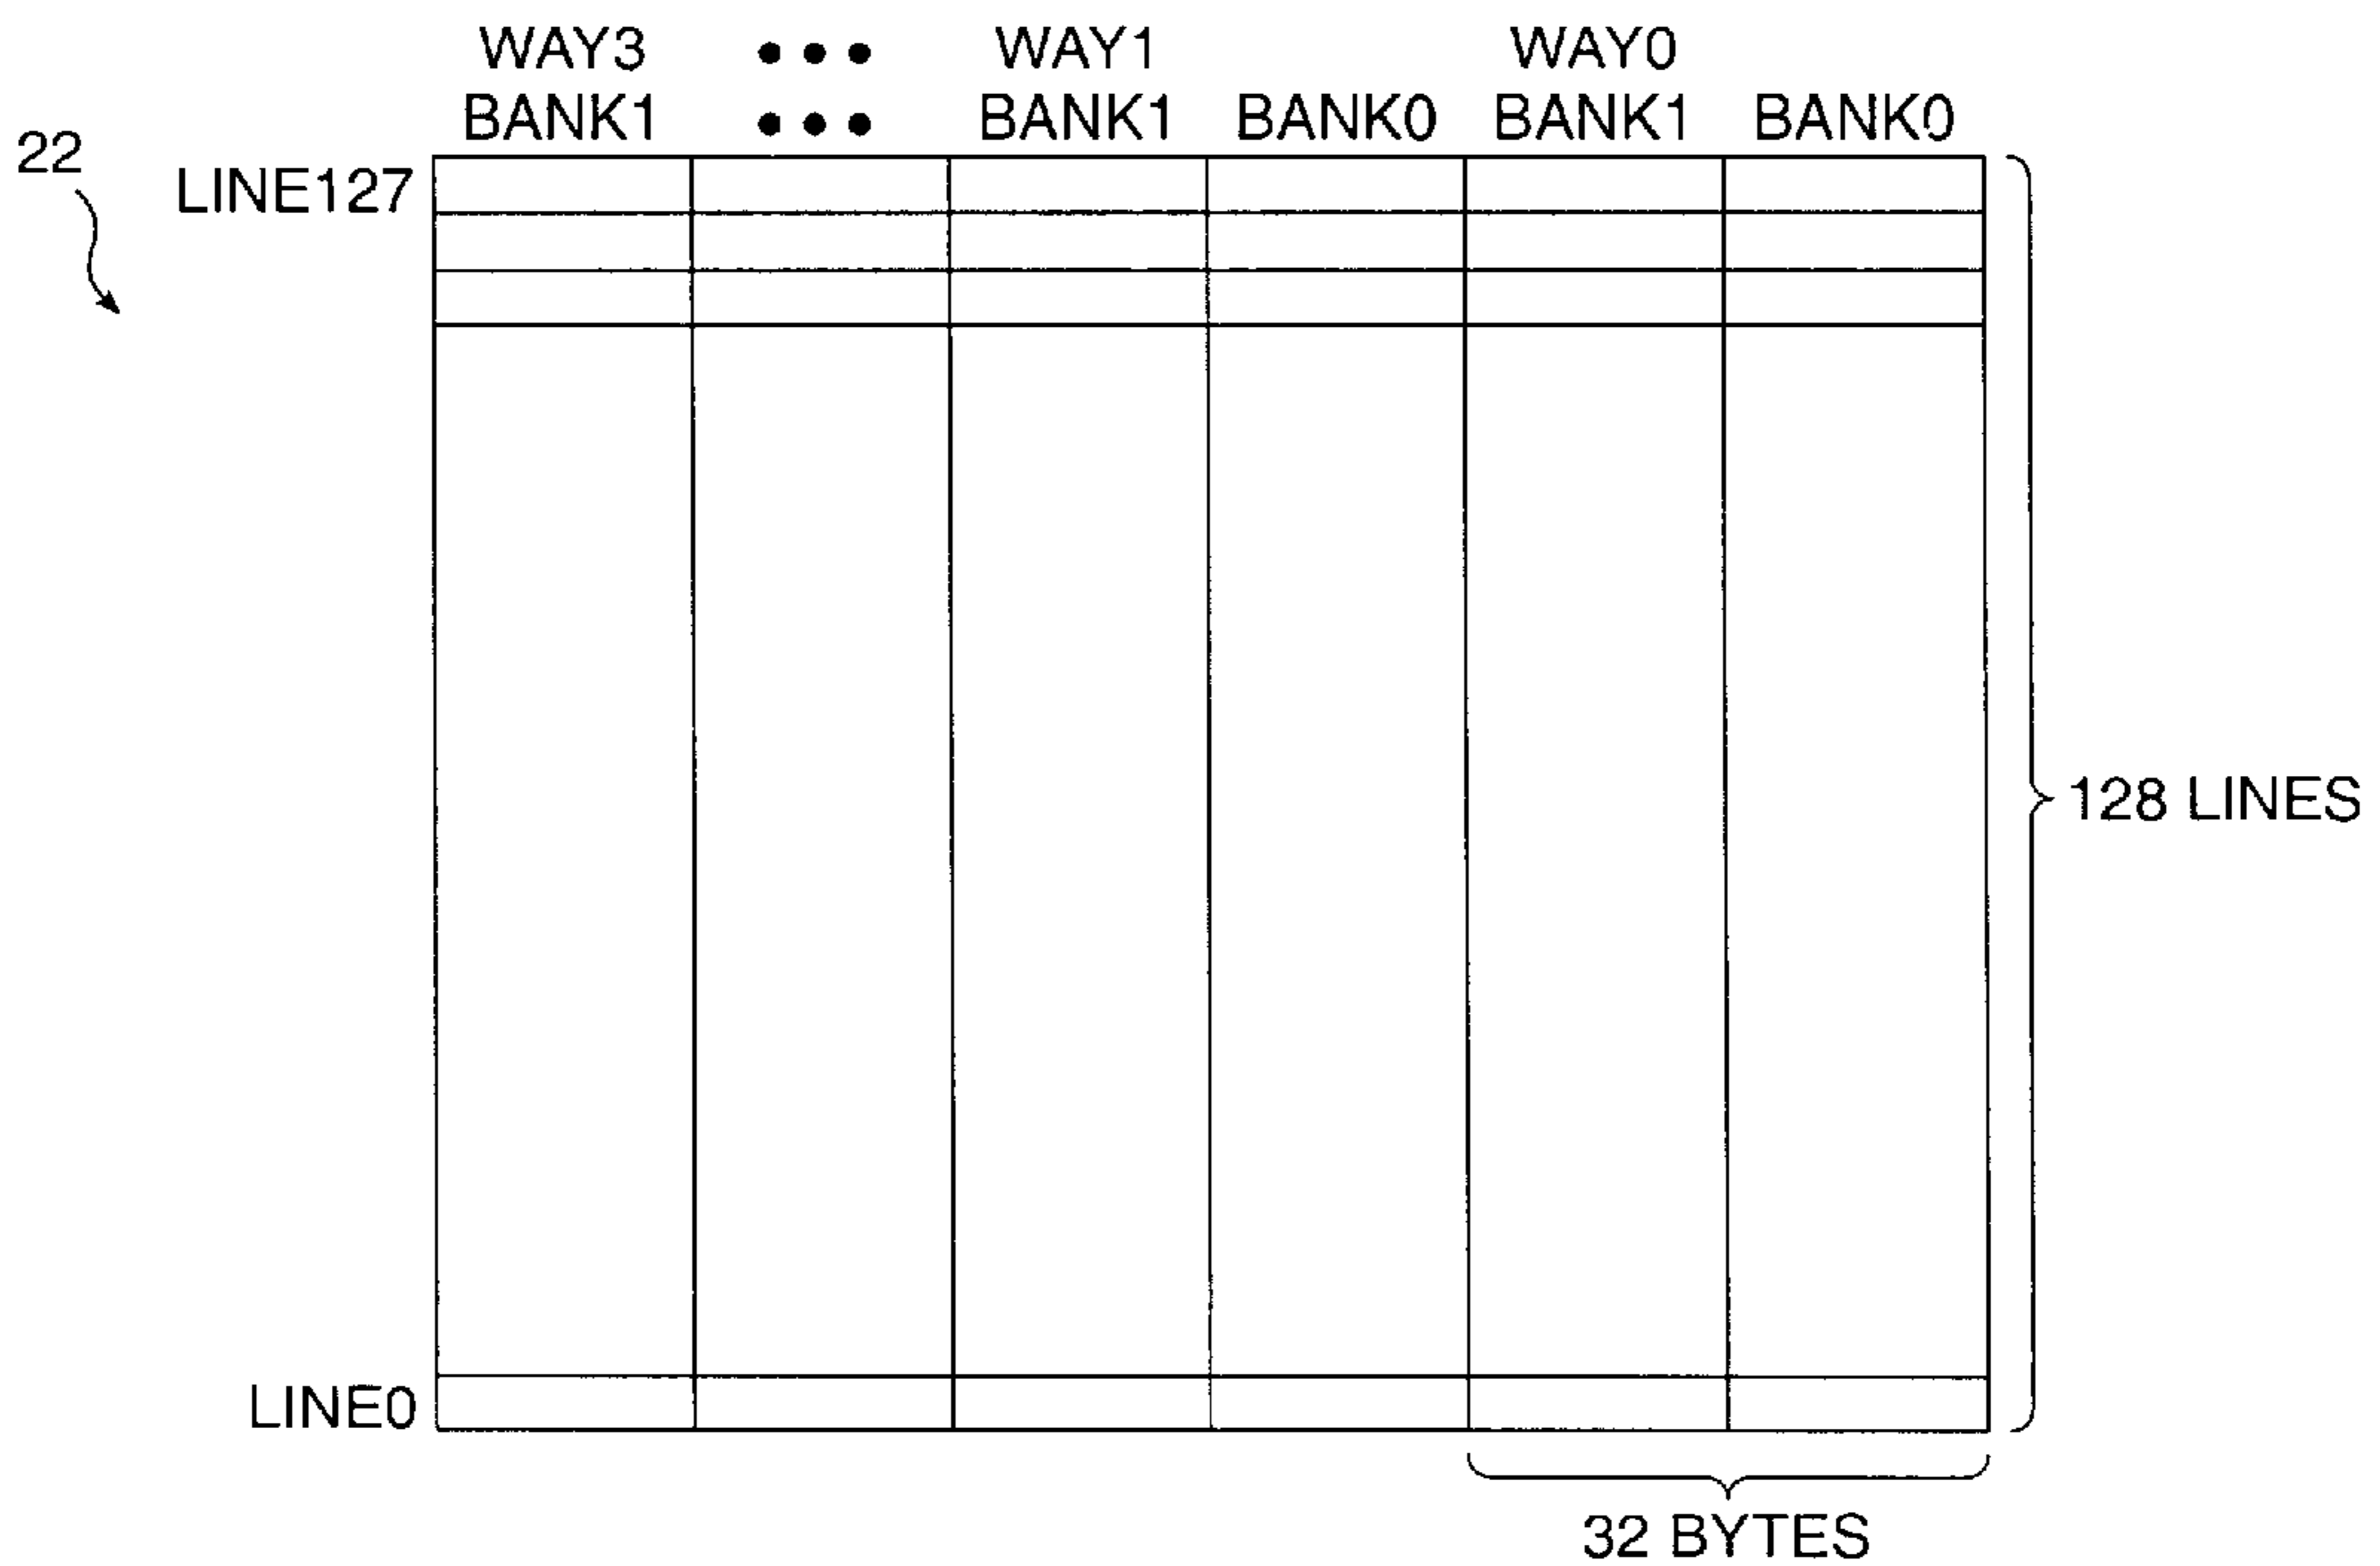 WAY3 ••• WAY1 WAY0
BANK1 ••• BANK1 BANK0 BANK1 BANK0
22
LINE127
128 LINES
LINE0
32 BYTES